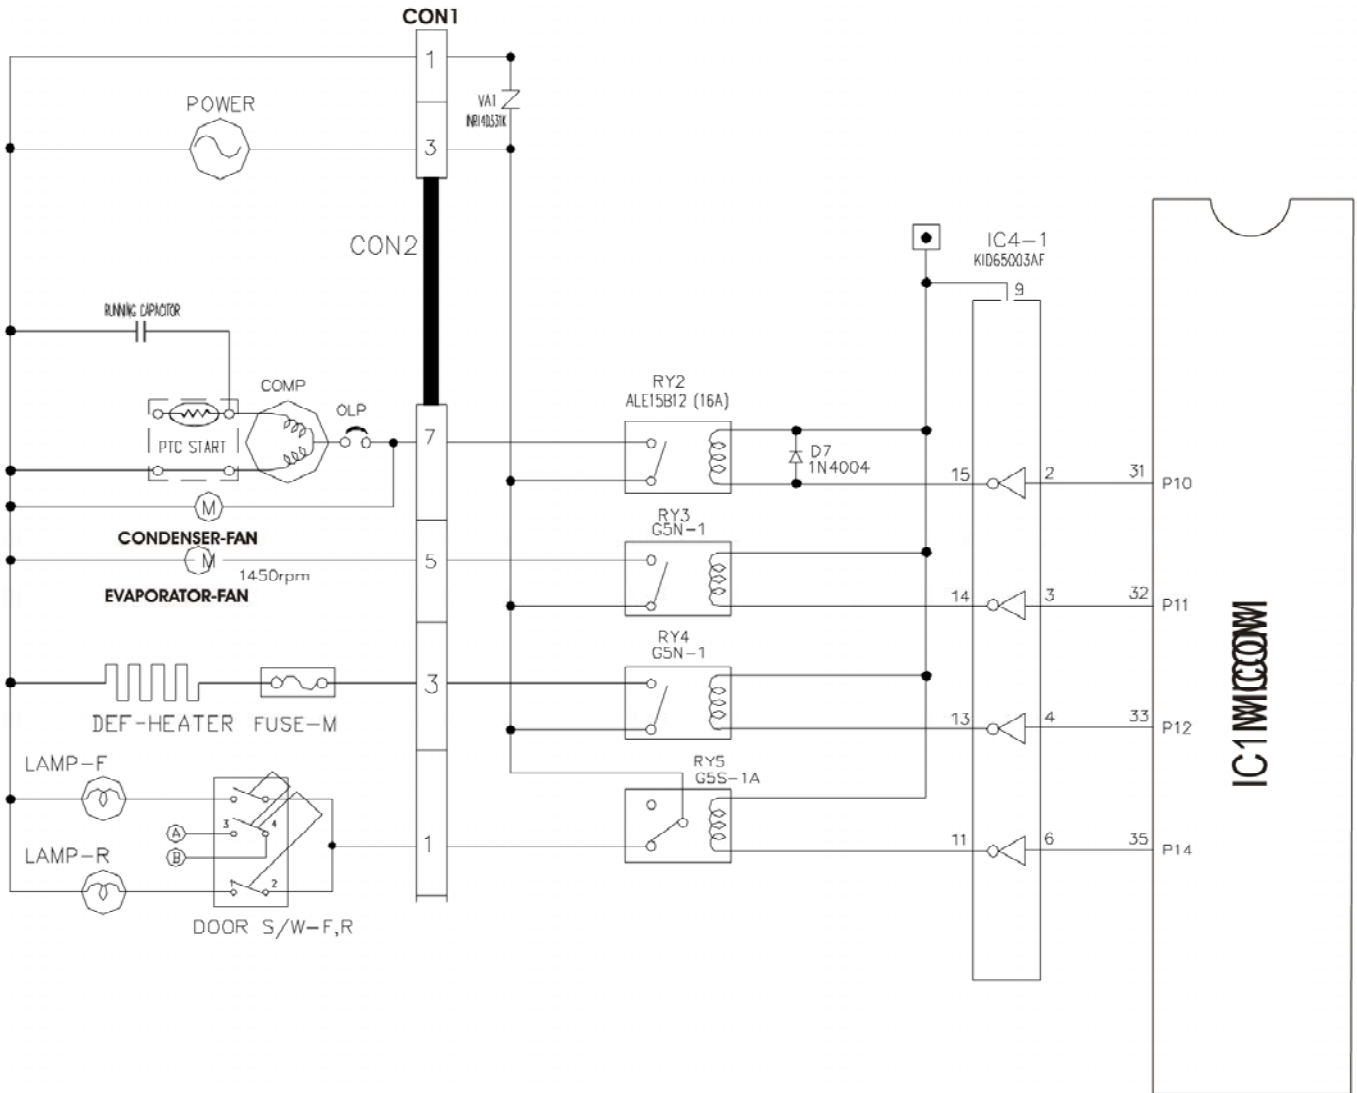 CON1
1
POWER
VA1
INR14D331K
3
CON2
IC4-1
KID65003AF
9
RUNNING CAPACITOR
COMP
OLP
PTC START
7
RY2
ALE15B12 (16A)
D7
1N4004
15
2
31
P10
M
CONDENSER-FAN
M
1450rpm
EVAPORATOR-FAN
5
RY3
G5N-1
14
3
32
P11
DEF-HEATER
FUSE-M
3
RY4
G5N-1
13
4
33
P12
LAMP-F
A
B
3
4
LAMP-R
1
2
DOOR S/W-F,R
1
RY5
G5S-1A
11
6
35
P14